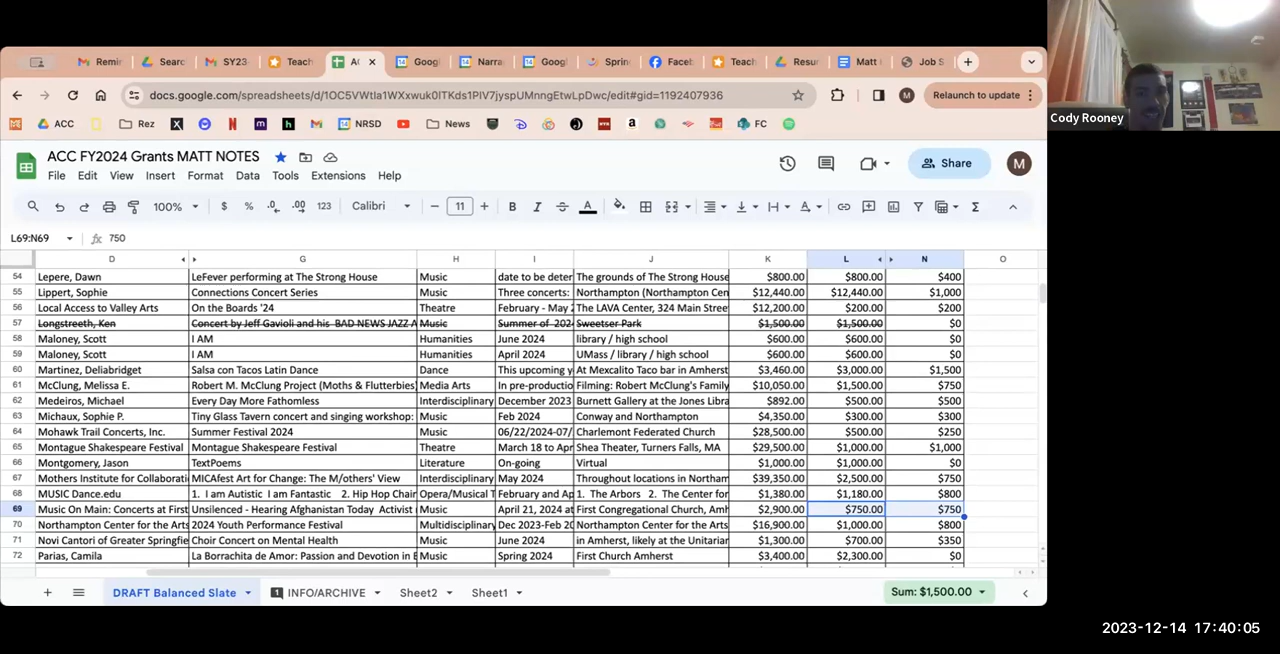 Remin Searc SY23- Teach AC Googl Narra Googl Sprin Faceb Teach Resur Matt I Job S
docs.google.com/spreadsheets/d/1OC5VWtIa1WXxwuk0ITKds1PIV7jyspUMnngEtwLpDwc/edit#gid=1192407936 M Relaunch to update
ACC Rez NRSD News FC
ACC FY2024 Grants MATT NOTES Share M
File Edit View Insert Format Data Tools Extensions Help
100% $ % .0 .00 123 Calibri 11 B I A
L69:N69 fx 750
D G H I J K L N O
54 Lepere, Dawn LeFever performing at The Strong House Music date to be deter The grounds of The Strong House $800.00 $800.00 $400
55 Lippert, Sophie Connections Concert Series Music Three concerts: Northampton (Northampton Cen $12,440.00 $12,440.00 $1,000
56 Local Access to Valley Arts On the Boards '24 Theatre February - May 2 The LAVA Center, 324 Main Stree $12,200.00 $200.00 $200
57 Longstreeth, Ken Concert by Jeff Gavioli and his BAD NEWS JAZZ A Music Summer of 202 Sweetser Park $1,500.00 $1,500.00 $0
58 Maloney, Scott I AM Humanities June 2024 library / high school $600.00 $600.00 $0
59 Maloney, Scott I AM Humanities April 2024 UMass / library / high school $600.00 $600.00 $0
60 Martinez, Deliabridget Salsa con Tacos Latin Dance Dance This upcoming y At Mexcalito Taco bar in Amherst $3,460.00 $3,000.00 $1,500
61 McClung, Melissa E. Robert M. McClung Project (Moths & Flutterbies) Media Arts In pre-productio Filming: Robert McClung's Family $10,050.00 $1,500.00 $750
62 Medeiros, Michael Every Day More Fathomless Interdisciplinary December 2023 Burnett Gallery at the Jones Libra $892.00 $500.00 $500
63 Michaux, Sophie P. Tiny Glass Tavern concert and singing workshop: Music Feb 2024 Conway and Northampton $4,350.00 $300.00 $300
64 Mohawk Trail Concerts, Inc. Summer Festival 2024 Music 06/22/2024-07/ Charlemont Federated Church $28,500.00 $500.00 $250
65 Montague Shakespeare Festival Montague Shakespeare Festival Theatre March 18 to Apr Shea Theater, Turners Falls, MA $29,500.00 $1,000.00 $1,000
66 Montgomery, Jason TextPoems Literature On-going Virtual $1,000.00 $1,000.00 $0
67 Mothers Institute for Collaborati MICAfest Art for Change: The M/others' View Interdisciplinary May 2024 Throughout locations in Northam $39,350.00 $2,500.00 $750
68 MUSIC Dance.edu 1. I am Autistic I am Fantastic 2. Hip Hop Chair Opera/Musical T February and Ap 1. The Arbors 2. The Center for $1,380.00 $1,180.00 $800
69 Music On Main: Concerts at First Unsilenced - Hearing Afghanistan Today Activist Music April 21, 2024 at First Congregational Church, Amh $2,900.00 $750.00 $750
70 Northampton Center for the Arts 2024 Youth Performance Festival Multidisciplinary Dec 2023-Feb 20 Northampton Center for the Arts $16,900.00 $1,000.00 $800
71 Novi Cantori of Greater Springfie Choir Concert on Mental Health Music June 2024 in Amherst, likely at the Unitarian $1,300.00 $700.00 $350
72 Parias, Camila La Borrachita de Amor: Passion and Devotion in E Music Spring 2024 First Church Amherst $3,400.00 $2,300.00 $0
DRAFT Balanced Slate 1 INFO/ARCHIVE Sheet2 Sheet1 Sum: $1,500.00
Cody Rooney
2023-12-14 17:40:05